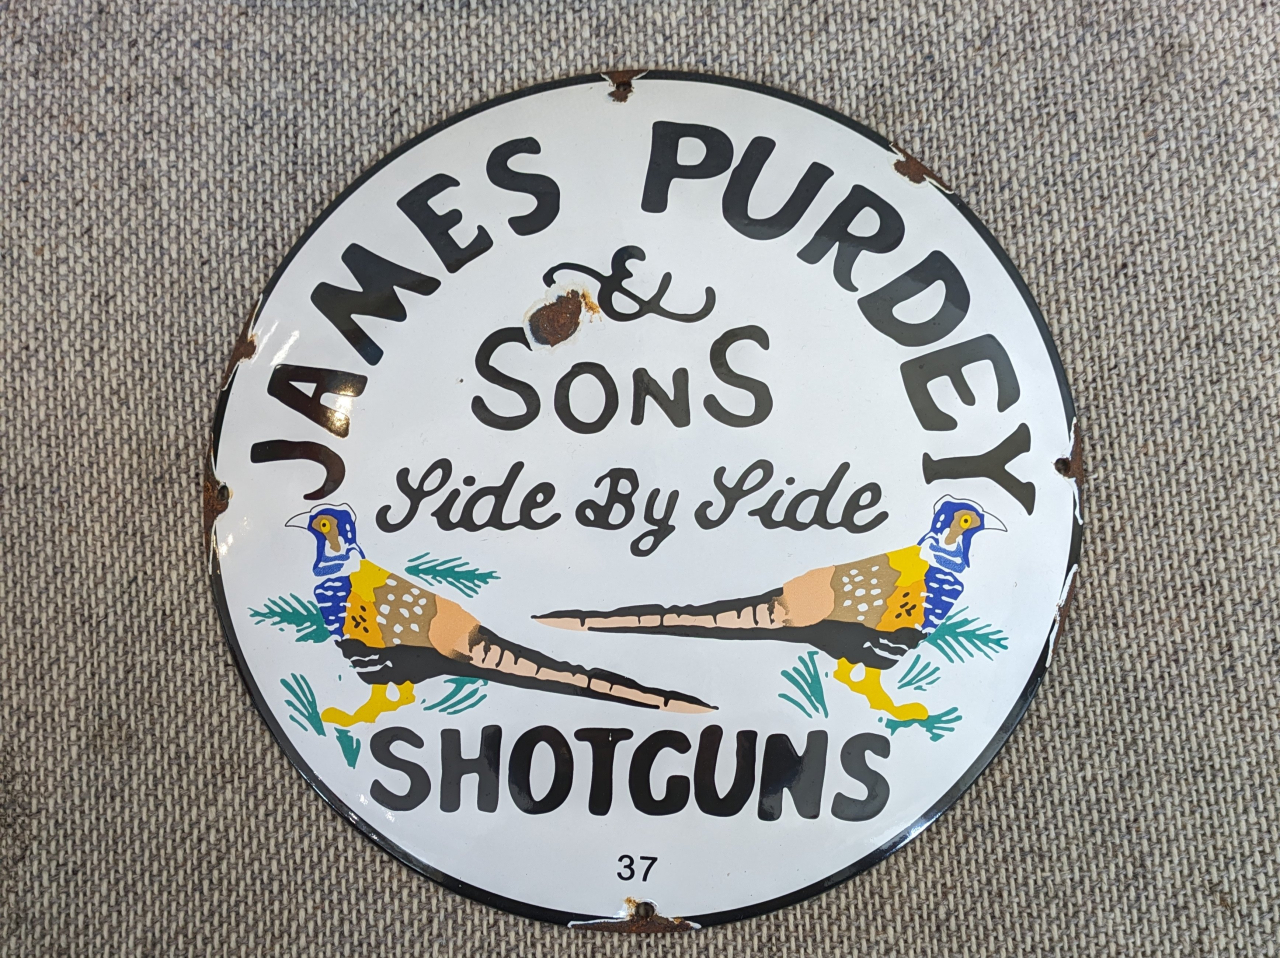 JAMES PURDEY
&
SONS
Side By Side
SHOTGUNS
37